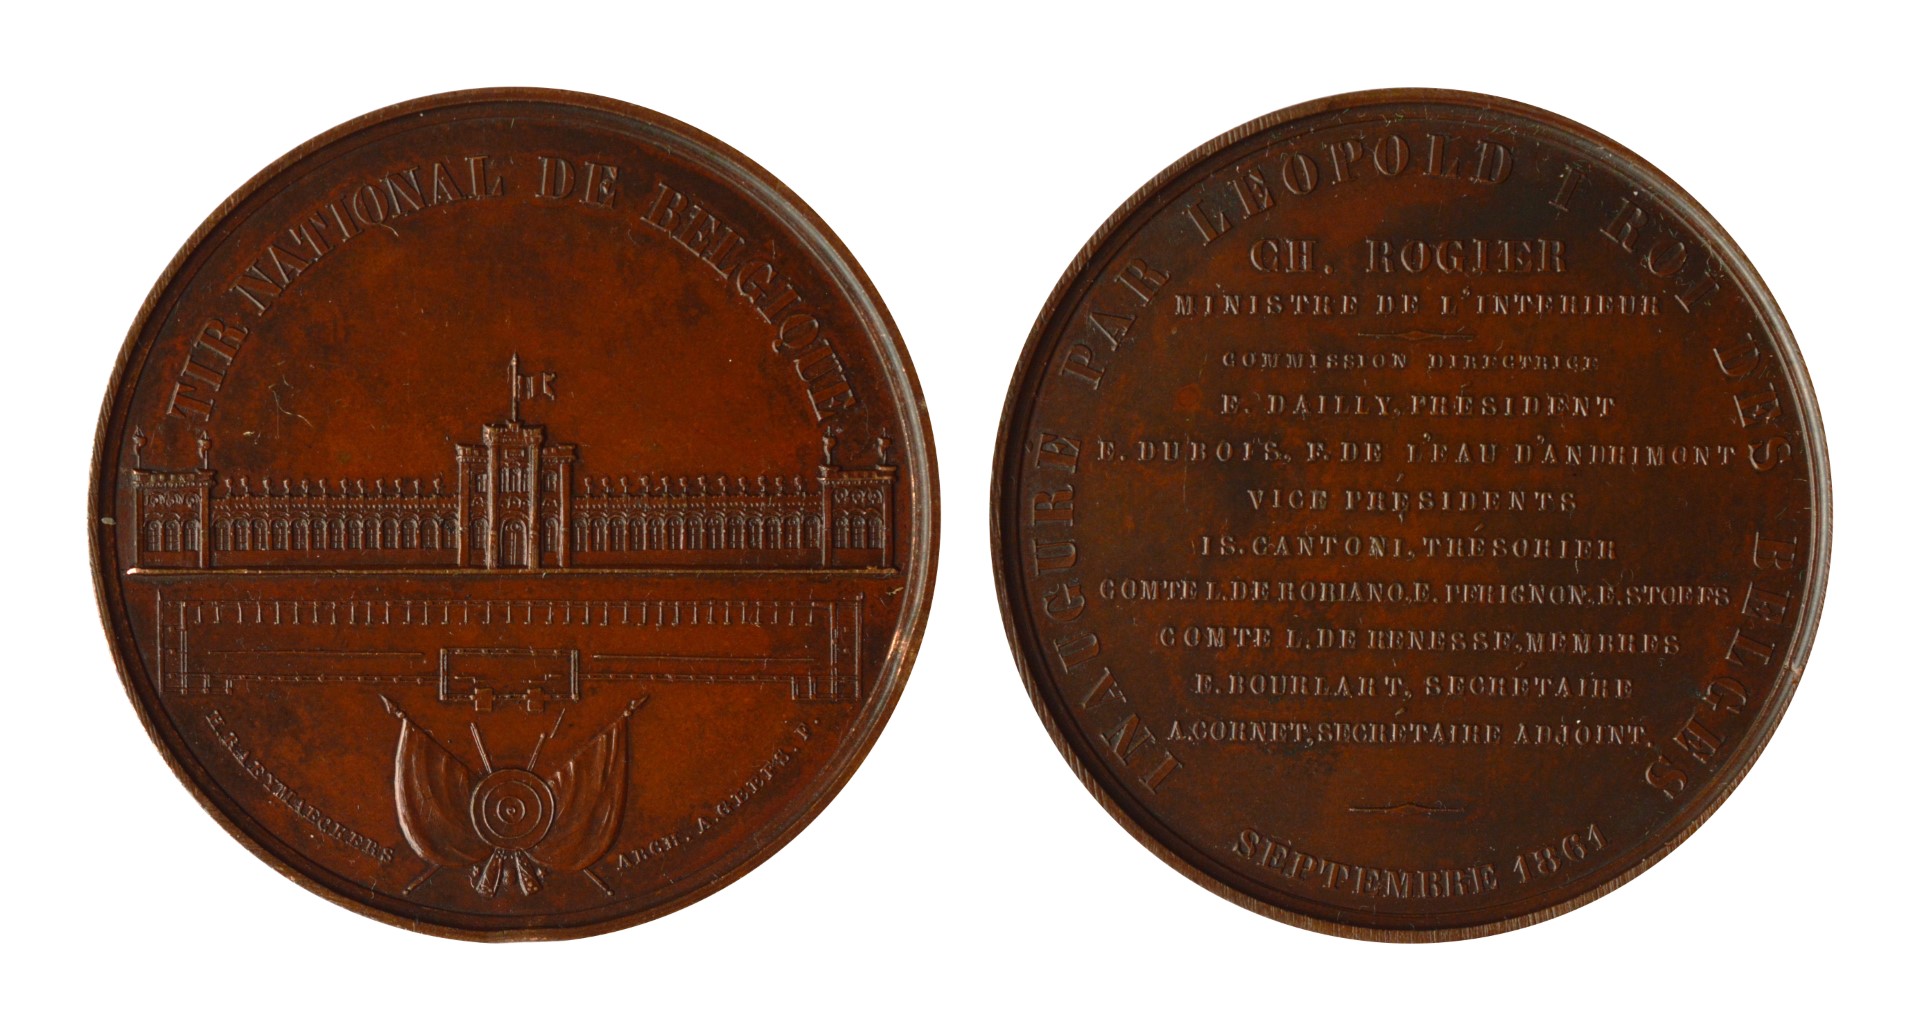 TIR NATIONAL DE BELGIQUE
H. RAEYMAECKERS ARCH. A. GEEFS. F.
INAUGURÉ PAR LEOPOLD I ROI DES BELGES
CH. ROGIER
MINISTRE DE L'INTERIEUR
COMMISSION DIRECTRICE
E. DAILLY, PRÉSIDENT
E. DUBOIS, F. DE L'EAU D'ANDRIMONT
VICE PRÉSIDENTS
IS. CANTONI, TRÉSORIER
COMTE L. DE ROBIANO, E. PERIGNON, E. STOEFS
COMTE L. DE RENESSE, MEMBRES
E. BOURLART, SECRÉTAIRE
A. CORNET, SECRÉTAIRE ADJOINT.
SEPTEMBRE 1861